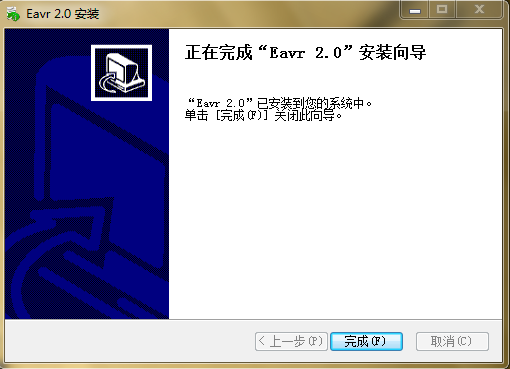 Eavr 2.0 安装
正在完成“Eavr 2.0”安装向导
“Eavr 2.0”已安装到您的系统中。
单击 [完成(F)] 关闭此向导。
< 上一步(P)
完成(F)
取消(C)